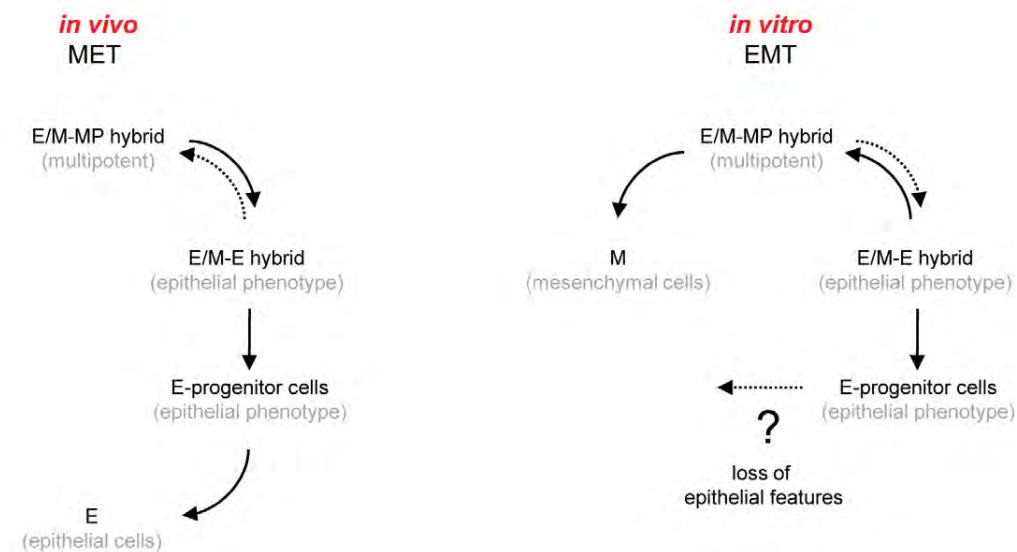 in vivo
MET
E/M-MP hybrid
(multipotent)
E/M-E hybrid
(epithelial phenotype)
E-progenitor cells
(epithelial phenotype)
E
(epithelial cells)
in vitro
EMT
E/M-MP hybrid
(multipotent)
M
(mesenchymal cells)
E/M-E hybrid
(epithelial phenotype)
E-progenitor cells
(epithelial phenotype)
?
loss of
epithelial features